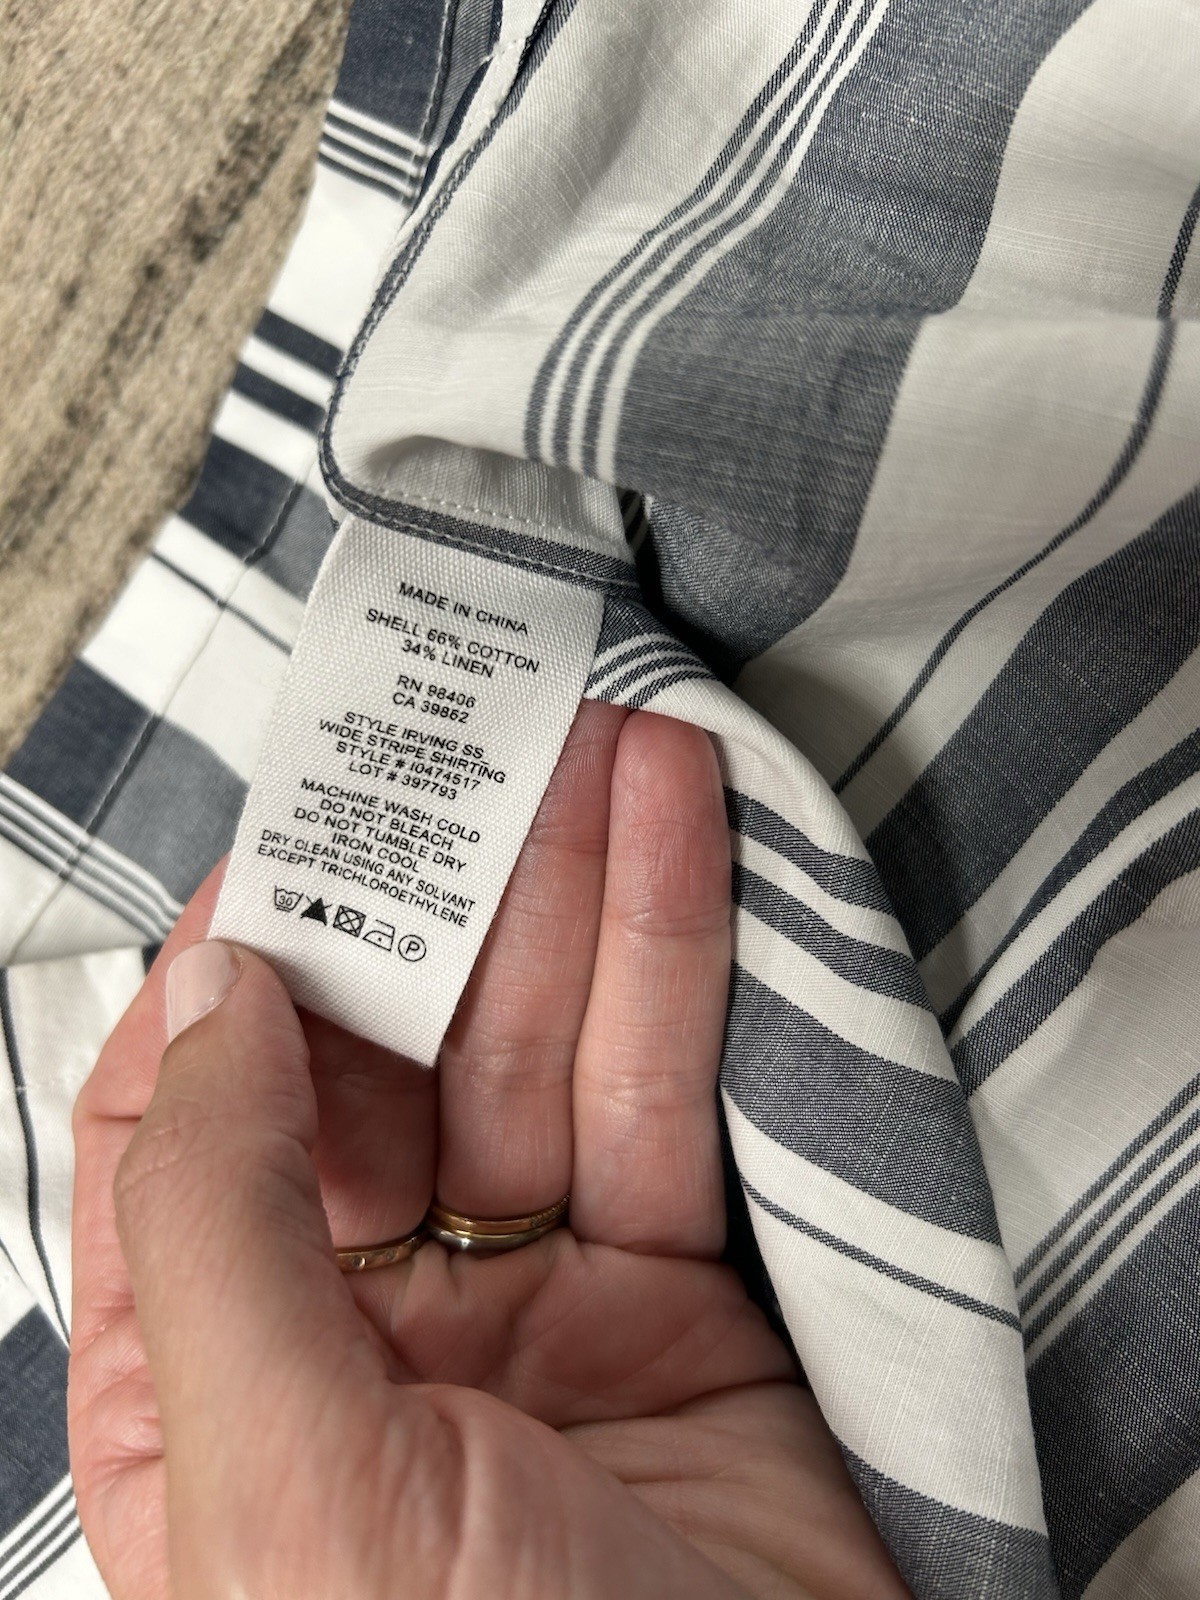 MADE IN CHINA
SHELL 66% COTTON
34% LINEN
RN 98406
CA 39852
STYLE IRVING SS_
WIDE STRIPE SHIRTING
STYLE # I0474517
LOT # 397793
MACHINE WASH COLD
DO NOT BLEACH
DO NOT TUMBLE DRY
IRON COOL
DRY CLEAN USING ANY SOLVANT
EXCEPT TRICHLOROETHYLENE
30 P